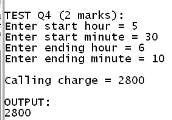 TEST Q4 (2 marks):
Enter start hour = 5
Enter start minute = 30
Enter ending hour = 6
Enter ending minute = 10
Calling charge = 2800
OUTPUT:
2800